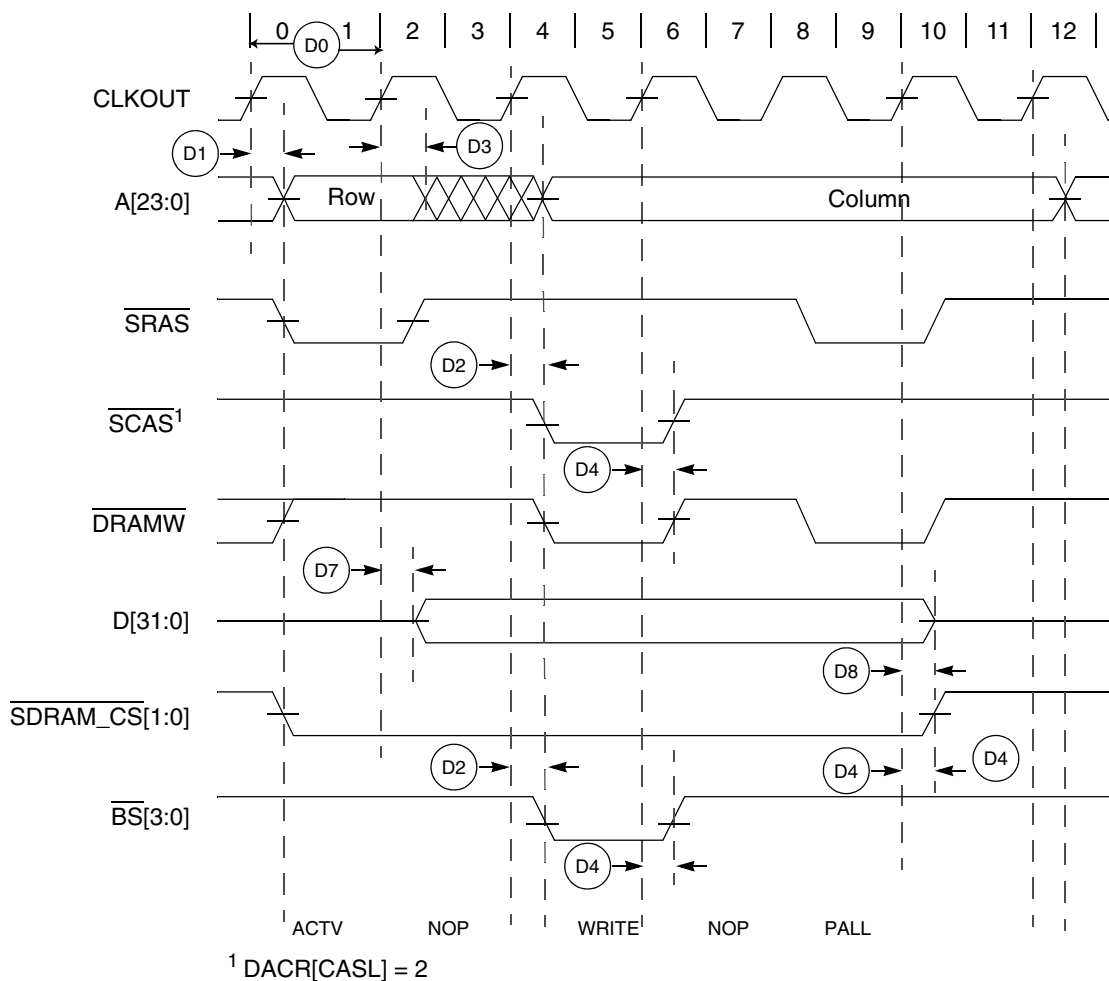 0 1 2 3 4 5 6 7 8 9 10 11 12
D0
CLKOUT
D1
D3
A[23:0]
Row
Column
SRAS
D2
SCAS¹
D4
DRAMW
D7
D[31:0]
D8
SDRAM_CS[1:0]
D2
D4
D4
BS[3:0]
D4
ACTV NOP WRITE NOP PALL
¹ DACR[CASL] = 2